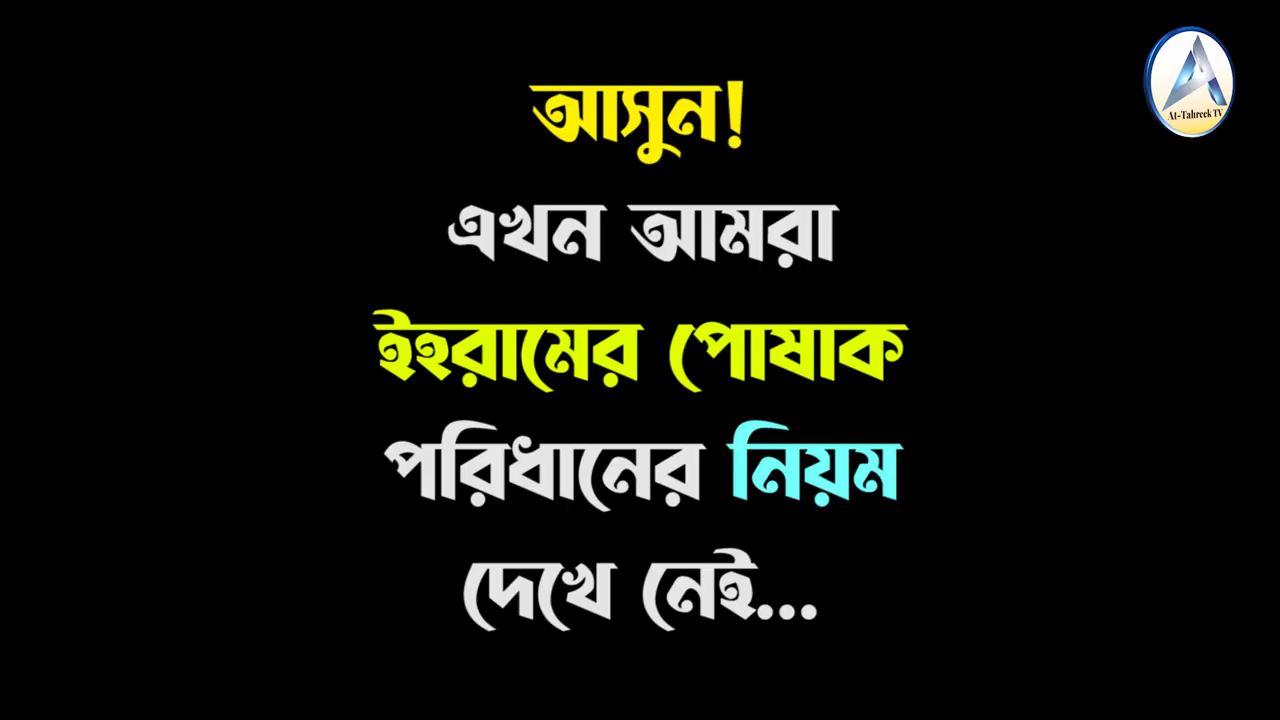 আসুন!
At-Tahreek TV
এখন আমরা
ইহরামের পোষাক
পরিধানের নিয়ম
দেখে নেই...